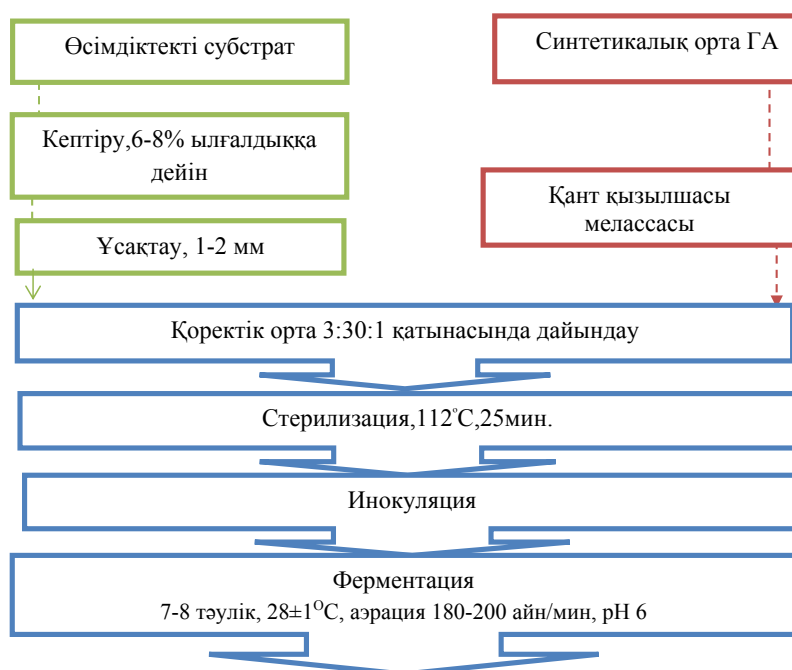 Өсімдіктекті субстрат
Синтетикалық орта ГА
Кептіру,6-8% ылғалдыққа
дейін
Қант қызылшасы
мелассасы
Ұсақтау, 1-2 мм
Қоректік орта 3:30:1 қатынасында дайындау
Стерилизация,112°С,25мин.
Инокуляция
Ферментация
7-8 тәулік, 28±1ᴼС, аэрация 180-200 айн/мин, рН 6